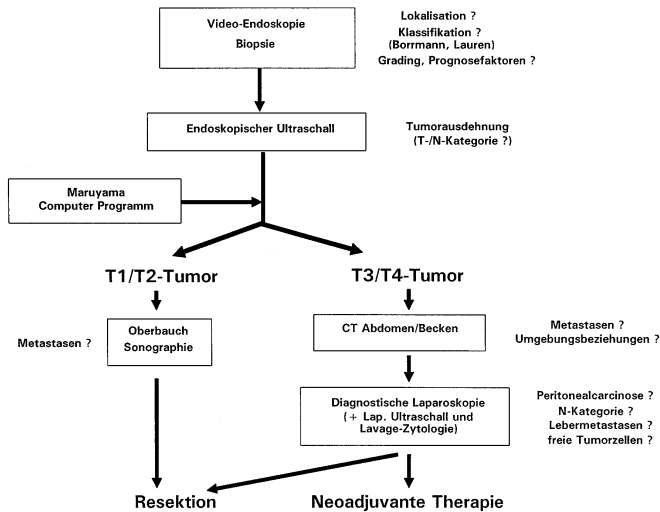 Video-Endoskopie
Biopsie
Lokalisation ?
Klassifikation ?
(Borrmann, Lauren)
Grading, Prognosefaktoren ?
Endoskopischer Ultraschall
Tumorausdehnung
(T-/N-Kategorie ?)
Maruyama
Computer Programm
T1/T2-Tumor
T3/T4-Tumor
Metastasen ?
Oberbauch
Sonographie
CT Abdomen/Becken
Metastasen ?
Umgebungsbeziehungen ?
Diagnostische Laparoskopie
(+ Lap. Ultraschall und
Lavage-Zytologie)
Peritonealcarcinose ?
N-Kategorie ?
Lebermetastasen ?
freie Tumorzellen ?
Resektion
Neoadjuvante Therapie